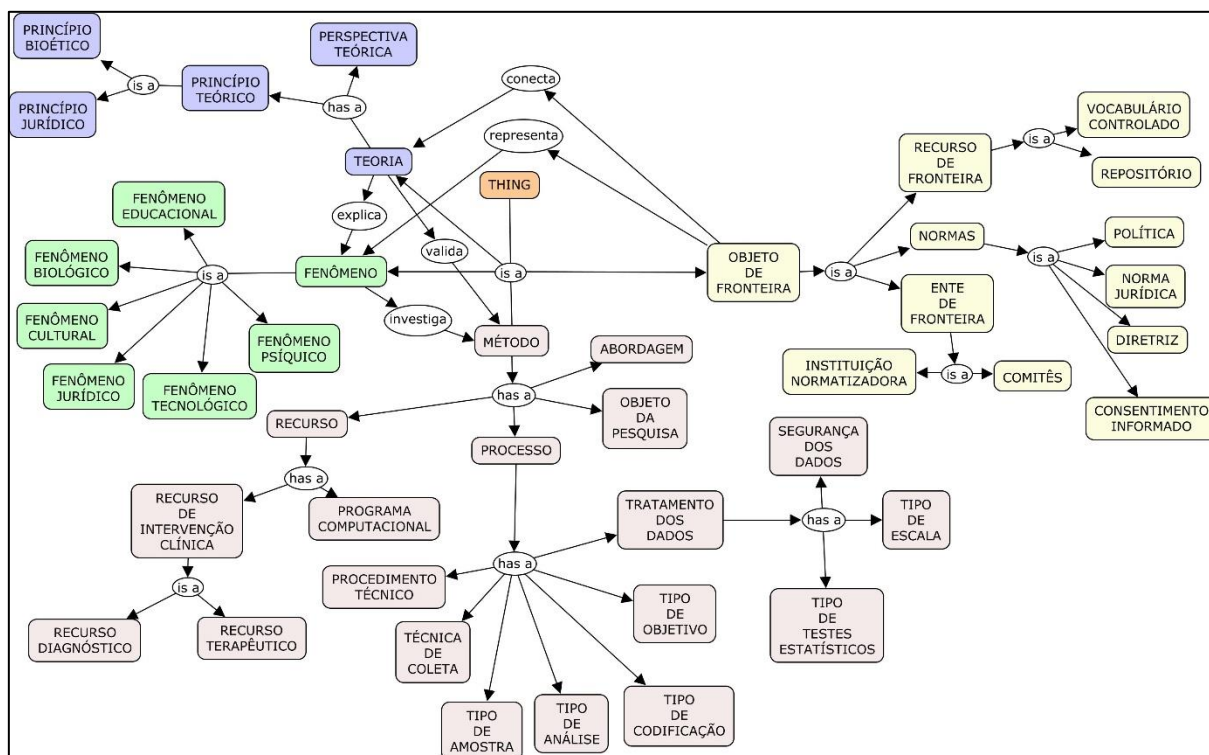 PRINCÍPIO
BIOÉTICO
is a
PRINCÍPIO
JURÍDICO
PRINCÍPIO
TEÓRICO
PERSPECTIVA
TEÓRICA
has a
TEORIA
conecta
representa
THING
explica
valida
FENÔMENO
is a
investiga
FENÔMENO
EDUCACIONAL
FENÔMENO
BIOLÓGICO
is a
FENÔMENO
CULTURAL
FENÔMENO
JURÍDICO
FENÔMENO
TECNOLÓGICO
FENÔMENO
PSÍQUICO
OBJETO
DE
FRONTEIRA
is a
RECURSO
DE
FRONTEIRA
is a
VOCABULÁRIO
CONTROLADO
REPOSITÓRIO
NORMAS
is a
POLÍTICA
NORMA
JURÍDICA
DIRETRIZ
CONSENTIMENTO
INFORMADO
ENTE
DE
FRONTEIRA
is a
INSTITUIÇÃO
NORMATIZADORA
COMITÊS
MÉTODO
has a
ABORDAGEM
OBJETO
DA
PESQUISA
RECURSO
PROCESSO
has a
RECURSO
DE
INTERVENÇÃO
CLÍNICA
PROGRAMA
COMPUTACIONAL
is a
RECURSO
DIAGNÓSTICO
RECURSO
TERAPÊUTICO
has a
PROCEDIMENTO
TÉCNICO
TÉCNICA
DE
COLETA
TIPO
DE
AMOSTRA
TIPO
DE
ANÁLISE
TIPO
DE
CODIFICAÇÃO
TIPO
DE
OBJETIVO
TRATAMENTO
DOS
DADOS
has a
SEGURANÇA
DOS
DADOS
TIPO
DE
ESCALA
TIPO
DE
TESTES
ESTATÍSTICOS